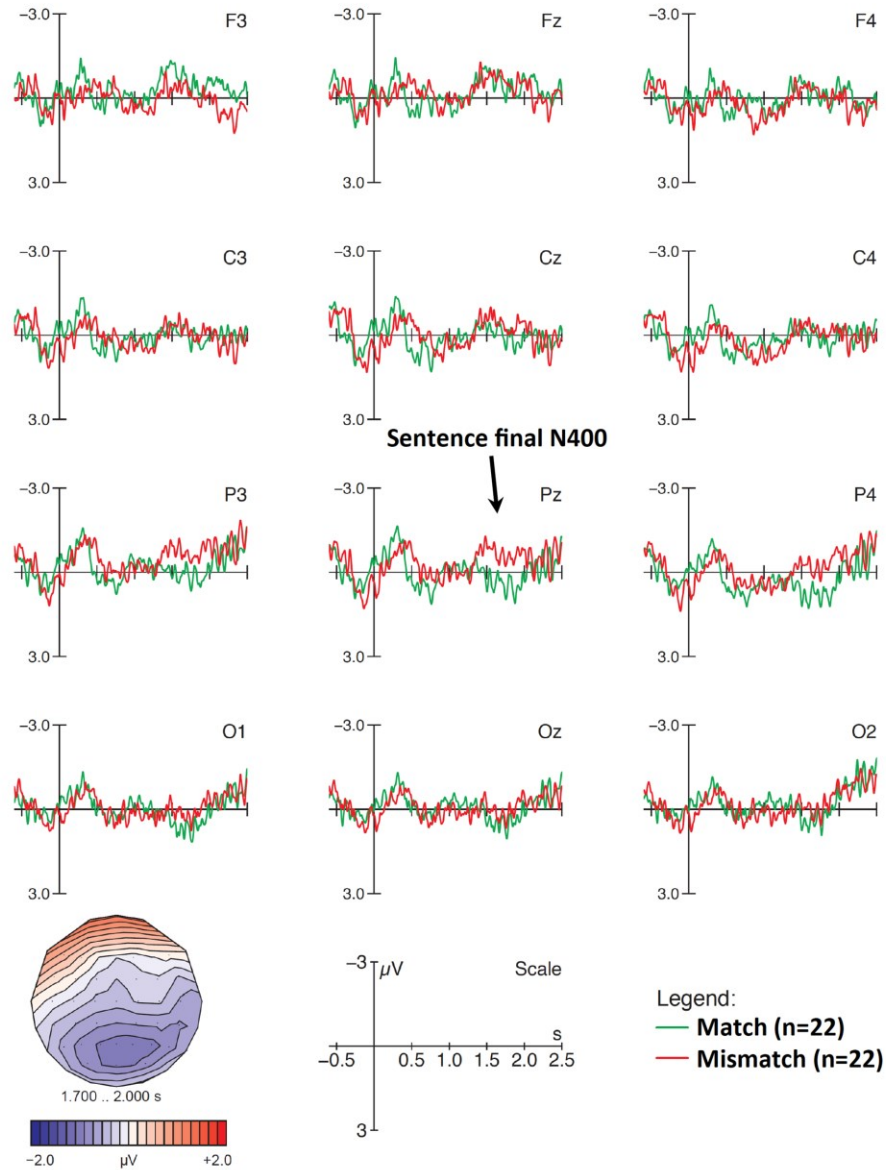 −3.0 F3 −3.0 Fz −3.0 F4
3.0 3.0 3.0
−3.0 C3 −3.0 Cz −3.0 C4
3.0 3.0 3.0
Sentence final N400
−3.0 P3 −3.0 Pz −3.0 P4
3.0 3.0 3.0
−3.0 O1 −3.0 Oz −3.0 O2
3.0 3.0 3.0
1.700 .. 2.000 s
−2.0 µV +2.0
−3 µV Scale
s
−0.5 0.5 1.0 1.5 2.0 2.5
3
Legend:
Match (n=22)
Mismatch (n=22)